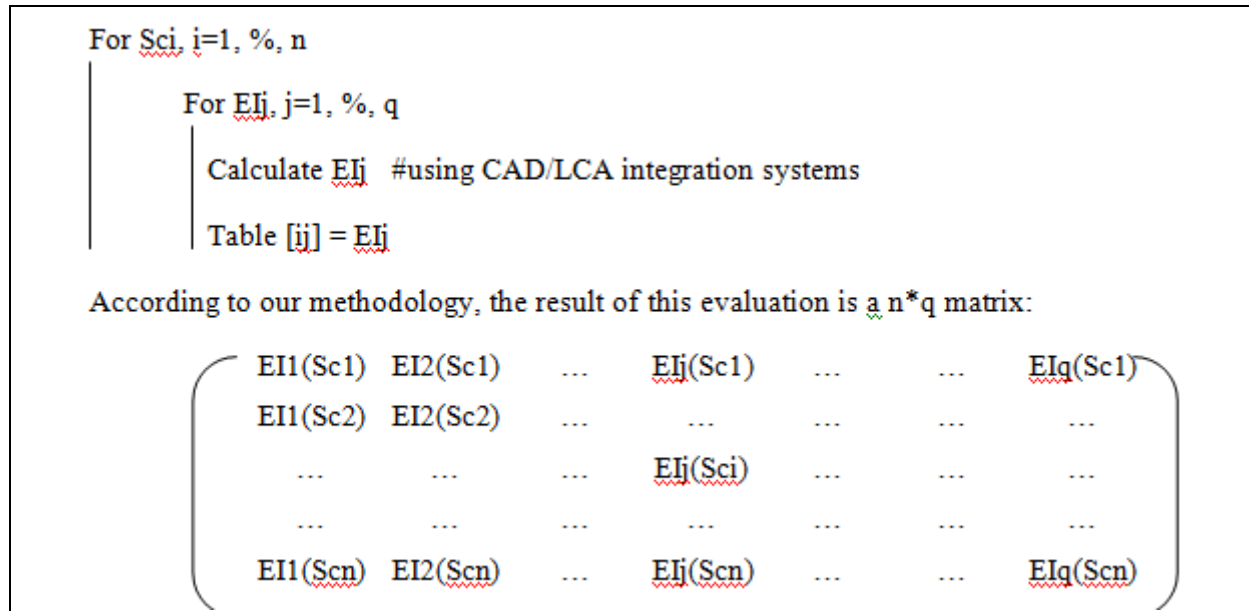 For Sci, i=1, %, n
For EIj, j=1, %, q
Calculate EIj #using CAD/LCA integration systems
Table [ij] = EIj
According to our methodology, the result of this evaluation is a n*q matrix:
EI1(Sc1) EI2(Sc1) ... EIj(Sc1) ... ... EIq(Sc1)
EI1(Sc2) EI2(Sc2) ... ... ... ... ...
... ... ... EIj(Sci) ... ... ...
... ... ... ... ... ... ...
EI1(Scn) EI2(Scn) ... EIj(Scn) ... ... EIq(Scn)